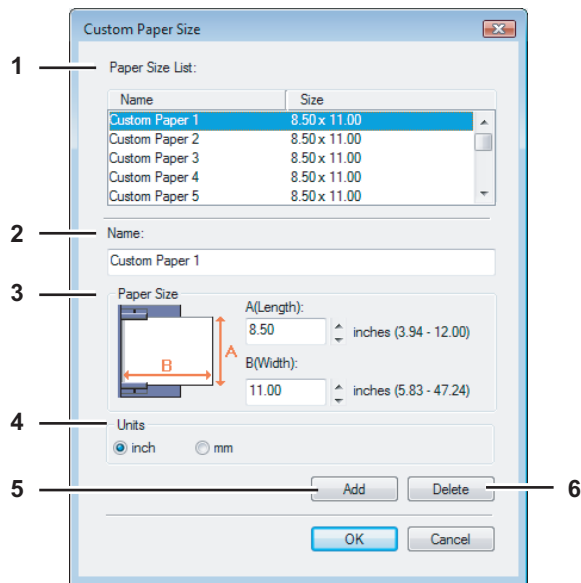 Custom Paper Size
1
Paper Size List:
Name Size
Custom Paper 1 8.50 x 11.00
Custom Paper 2 8.50 x 11.00
Custom Paper 3 8.50 x 11.00
Custom Paper 4 8.50 x 11.00
Custom Paper 5 8.50 x 11.00
2
Name:
Custom Paper 1
3
Paper Size
A(Length):
8.50 inches (3.94 - 12.00)
A
B
B(Width):
11.00 inches (5.83 - 47.24)
4
Units
inch mm
5
Add Delete
6
OK Cancel